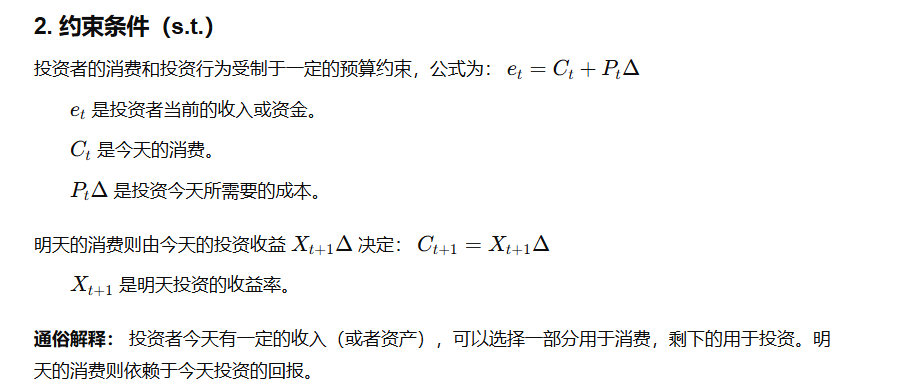 2. 约束条件（s.t.）
投资者的消费和投资行为受制于一定的预算约束，公式为： e_t = C_t + P_tΔ
e_t 是投资者当前的收入或资金。
C_t 是今天的消费。
P_tΔ 是投资今天所需要的成本。
明天的消费则由今天的投资收益 X_{t+1}Δ 决定： C_{t+1} = X_{t+1}Δ
X_{t+1} 是明天投资的收益率。
通俗解释： 投资者今天有一定的收入（或者资产），可以选择一部分用于消费，剩下的用于投资。明
天的消费则依赖于今天投资的回报。